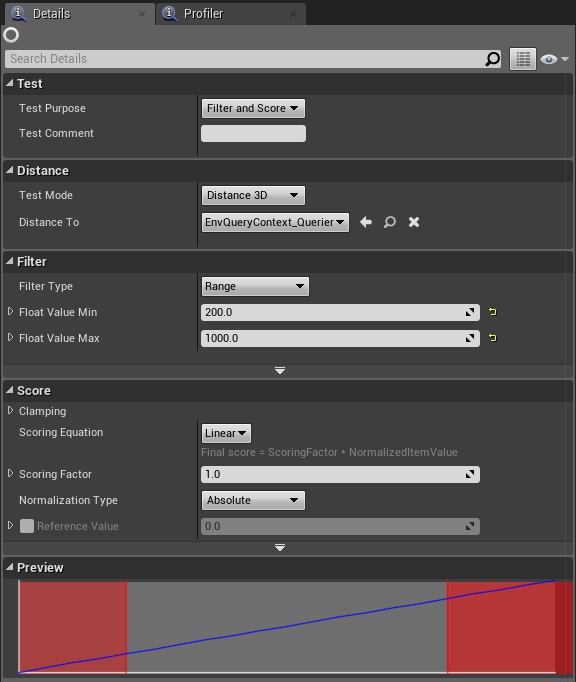 Details
Profiler
Search Details
Test
Test Purpose
Filter and Score
Test Comment
Distance
Test Mode
Distance 3D
Distance To
EnvQueryContext_Querier
Filter
Filter Type
Range
Float Value Min
200.0
Float Value Max
1000.0
Score
Clamping
Scoring Equation
Linear
Final score = ScoringFactor * NormalizedItemValue
Scoring Factor
1.0
Normalization Type
Absolute
Reference Value
0.0
Preview